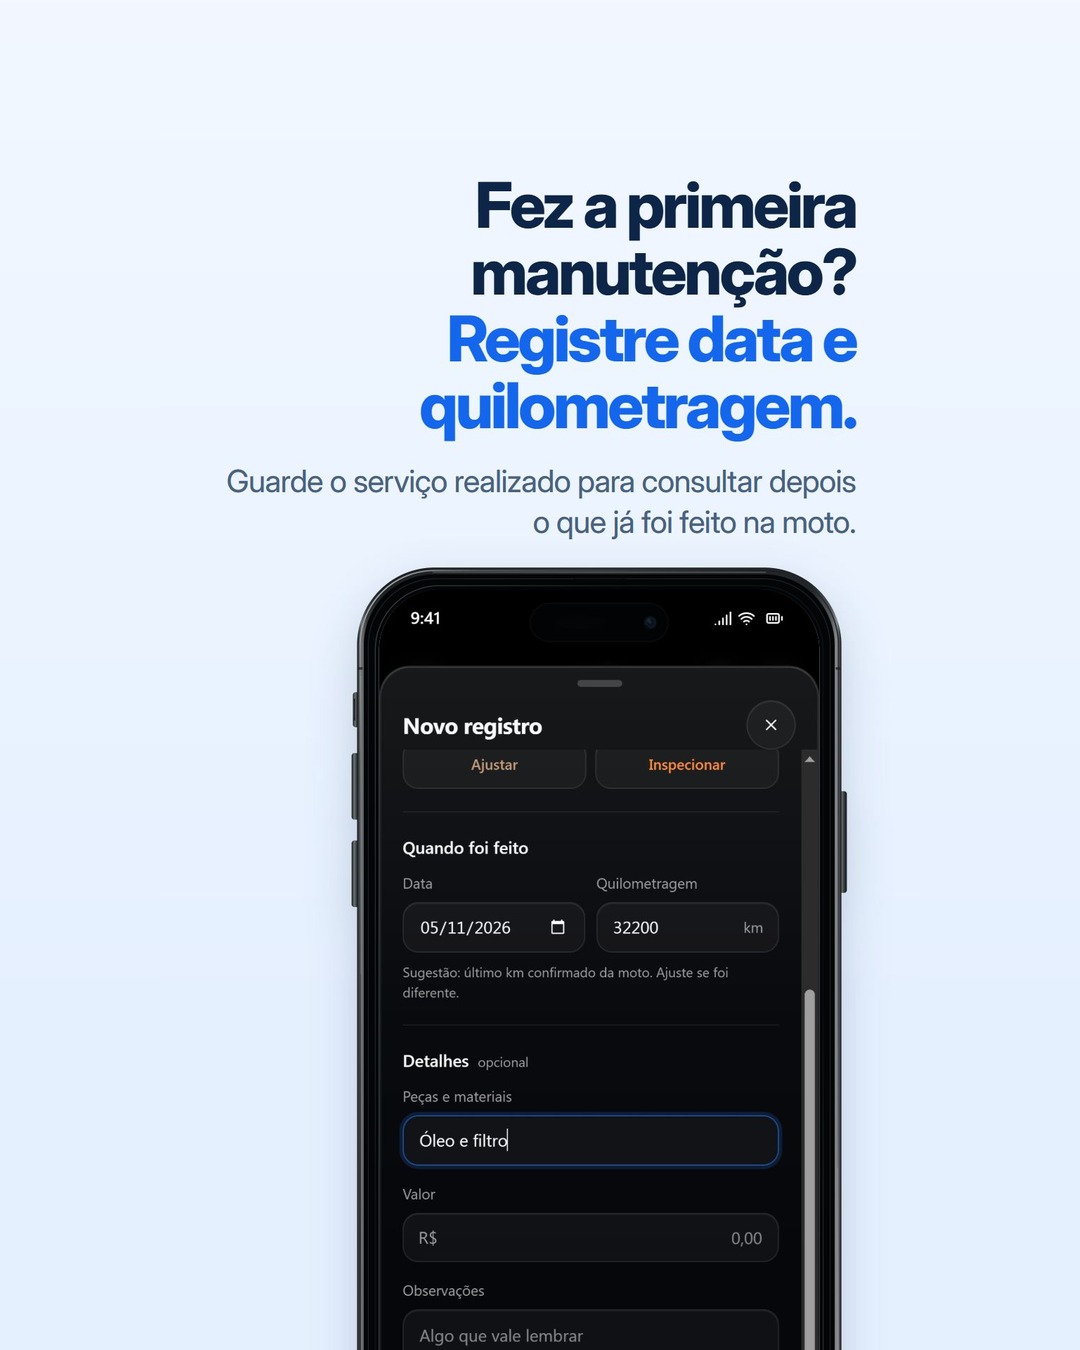 Fez a primeira
manutenção?
Registre data e
quilometragem.
Guarde o serviço realizado para consultar depois
o que já foi feito na moto.
9:41
Novo registro
Ajustar Inspecionar
Quando foi feito
Data Quilometragem
05/11/2026 32200 km
Sugestão: último km confirmado da moto. Ajuste se foi
diferente.
Detalhes opcional
Peças e materiais
Óleo e filtro
Valor
R$ 0,00
Observações
Algo que vale lembrar